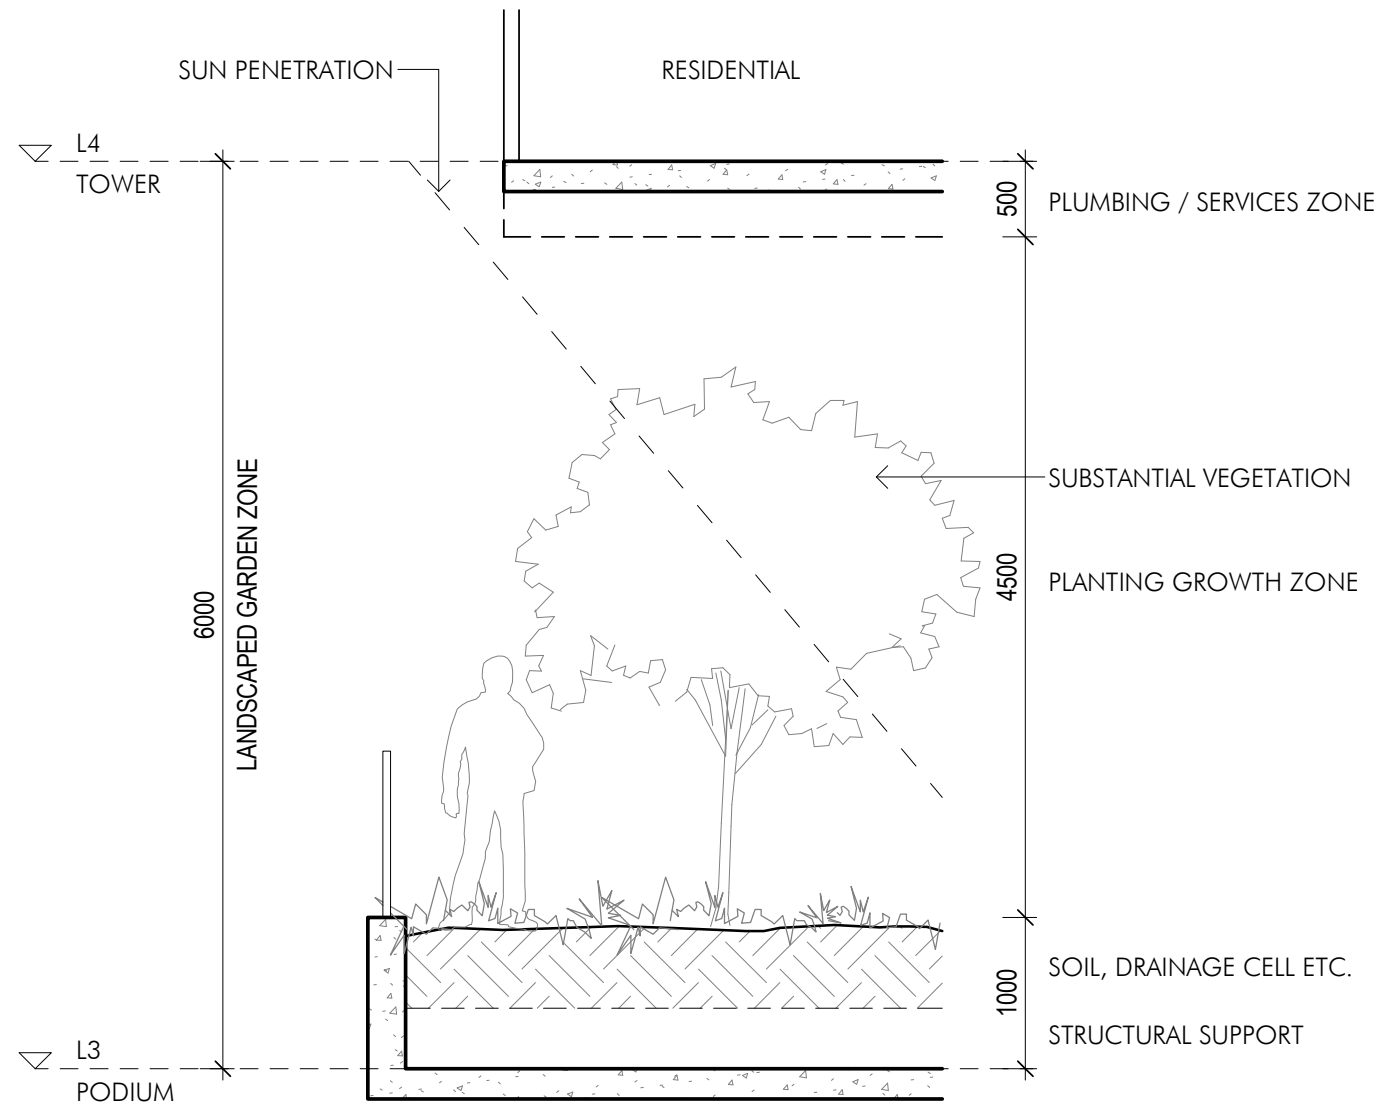 SUN PENETRATION
RESIDENTIAL
L4
TOWER
500
PLUMBING / SERVICES ZONE
SUBSTANTIAL VEGETATION
4500
PLANTING GROWTH ZONE
6000
LANDSCAPED GARDEN ZONE
1000
SOIL, DRAINAGE CELL ETC.
STRUCTURAL SUPPORT
L3
PODIUM